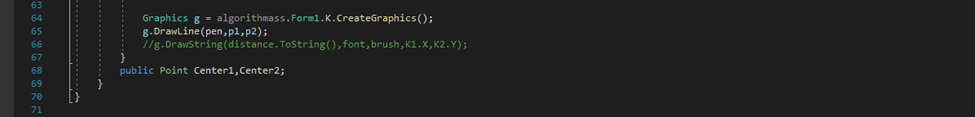 63
64 Graphics g = algorithmass.Form1.K.CreateGraphics();
65 g.DrawLine(pen,p1,p2);
66 //g.DrawString(distance.ToString(),font,brush,K1.X,K2.Y);
67 }
68 public Point Center1,Center2;
69 }
70 }
71